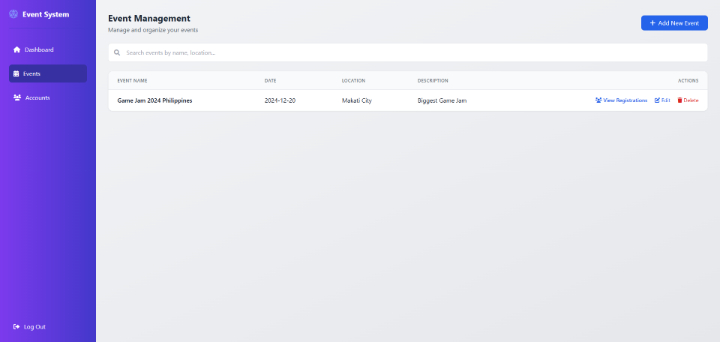 Event System
Dashboard
Events
Accounts
Log Out
Event Management
Manage and organize your events
+ Add New Event
Search events by name, location...
EVENT NAME DATE LOCATION DESCRIPTION ACTIONS
Game Jam 2024 Philippines 2024-12-20 Makati City Biggest Game Jam View Registrations Edit Delete